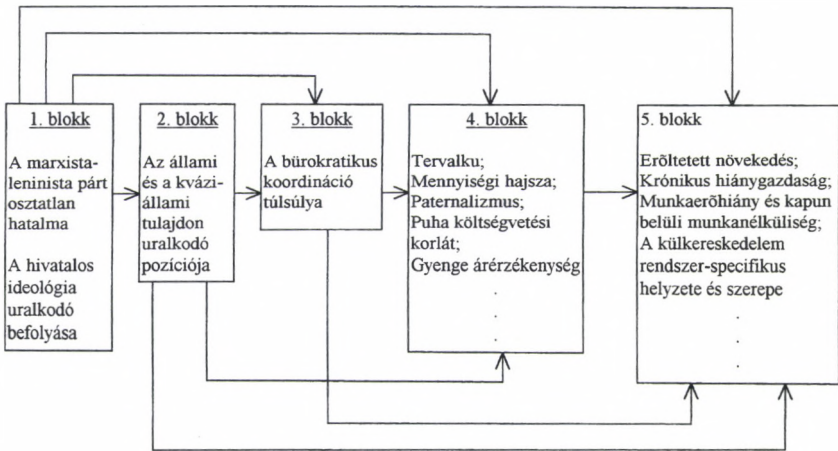 1. blokk
A marxista-
leninista párt
osztatlan
hatalma
A hivatalos
ideológia
uralkodó
befolyása
2. blokk
Az állami
és a kvázi-
állami
tulajdon
uralkodó
pozíciója
3. blokk
A bürokratikus
koordináció
túlsúlya
4. blokk
Tervalku;
Mennyiségi hajsza;
Paternalizmus;
Puha költségvetési
korlát;
Gyenge árérzékenység
.
.
.
5. blokk
Erõltetett növekedés;
Krónikus hiánygazdaság;
Munkaerõhiány és kapun
belüli munkanélküliség;
A külkereskedelem
rendszer-specifikus
helyzete és szerepe
.
.
.